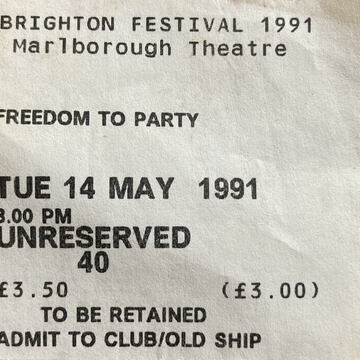 BRIGHTON FESTIVAL 1991
Marlborough Theatre
FREEDOM TO PARTY
TUE 14 MAY 1991
8.00 PM
UNRESERVED
40
£3.50 (£3.00)
TO BE RETAINED
ADMIT TO CLUB/OLD SHIP